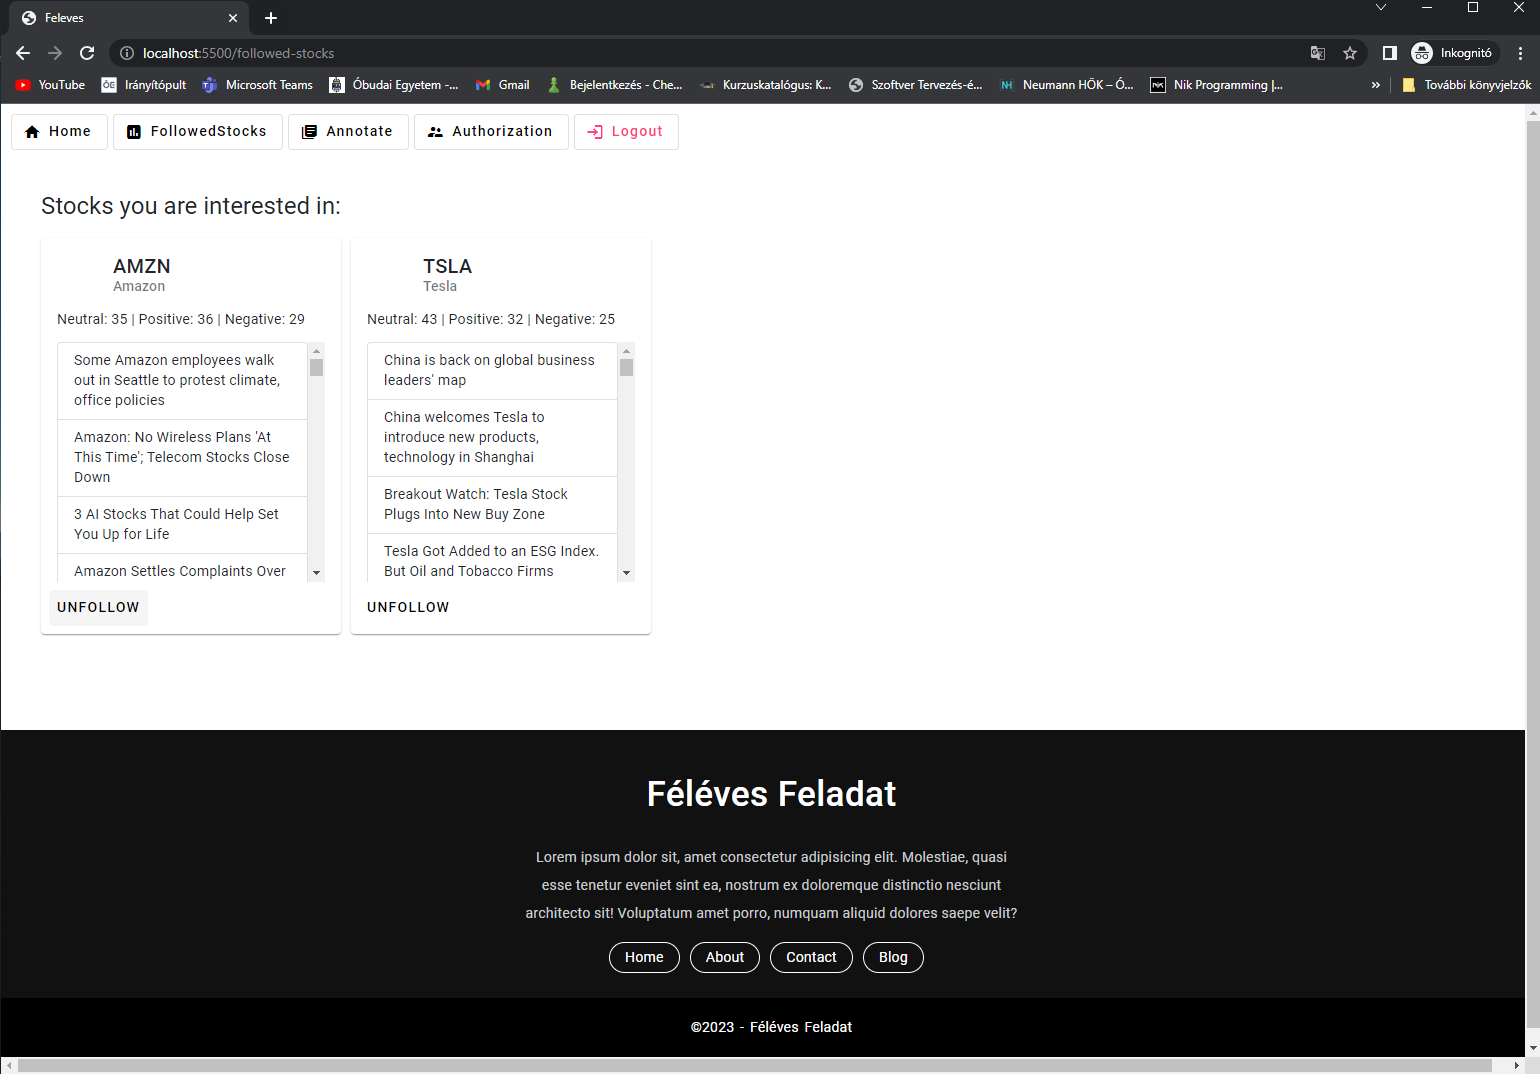 Feleves
localhost:5500/followed-stocks
Inkognitó
YouTube
Irányítópult
Microsoft Teams
Óbudai Egyetem -...
Gmail
Bejelentkezés - Che...
Kurzuskatalógus: K...
Szoftver Tervezés-é...
Neumann HÖK – Ó...
Nik Programming |...
»
További könyvjelzők
Home
FollowedStocks
Annotate
Authorization
Logout
Stocks you are interested in:
AMZN
Amazon
Neutral: 35 | Positive: 36 | Negative: 29
Some Amazon employees walk
out in Seattle to protest climate,
office policies
Amazon: No Wireless Plans 'At
This Time'; Telecom Stocks Close
Down
3 AI Stocks That Could Help Set
You Up for Life
Amazon Settles Complaints Over
UNFOLLOW
TSLA
Tesla
Neutral: 43 | Positive: 32 | Negative: 25
China is back on global business
leaders' map
China welcomes Tesla to
introduce new products,
technology in Shanghai
Breakout Watch: Tesla Stock
Plugs Into New Buy Zone
Tesla Got Added to an ESG Index.
But Oil and Tobacco Firms
UNFOLLOW
Féléves Feladat
Lorem ipsum dolor sit, amet consectetur adipisicing elit. Molestiae, quasi
esse tenetur eveniet sint ea, nostrum ex doloremque distinctio nesciunt
architecto sit! Voluptatum amet porro, numquam aliquid dolores saepe velit?
Home
About
Contact
Blog
©2023 - Féléves Feladat